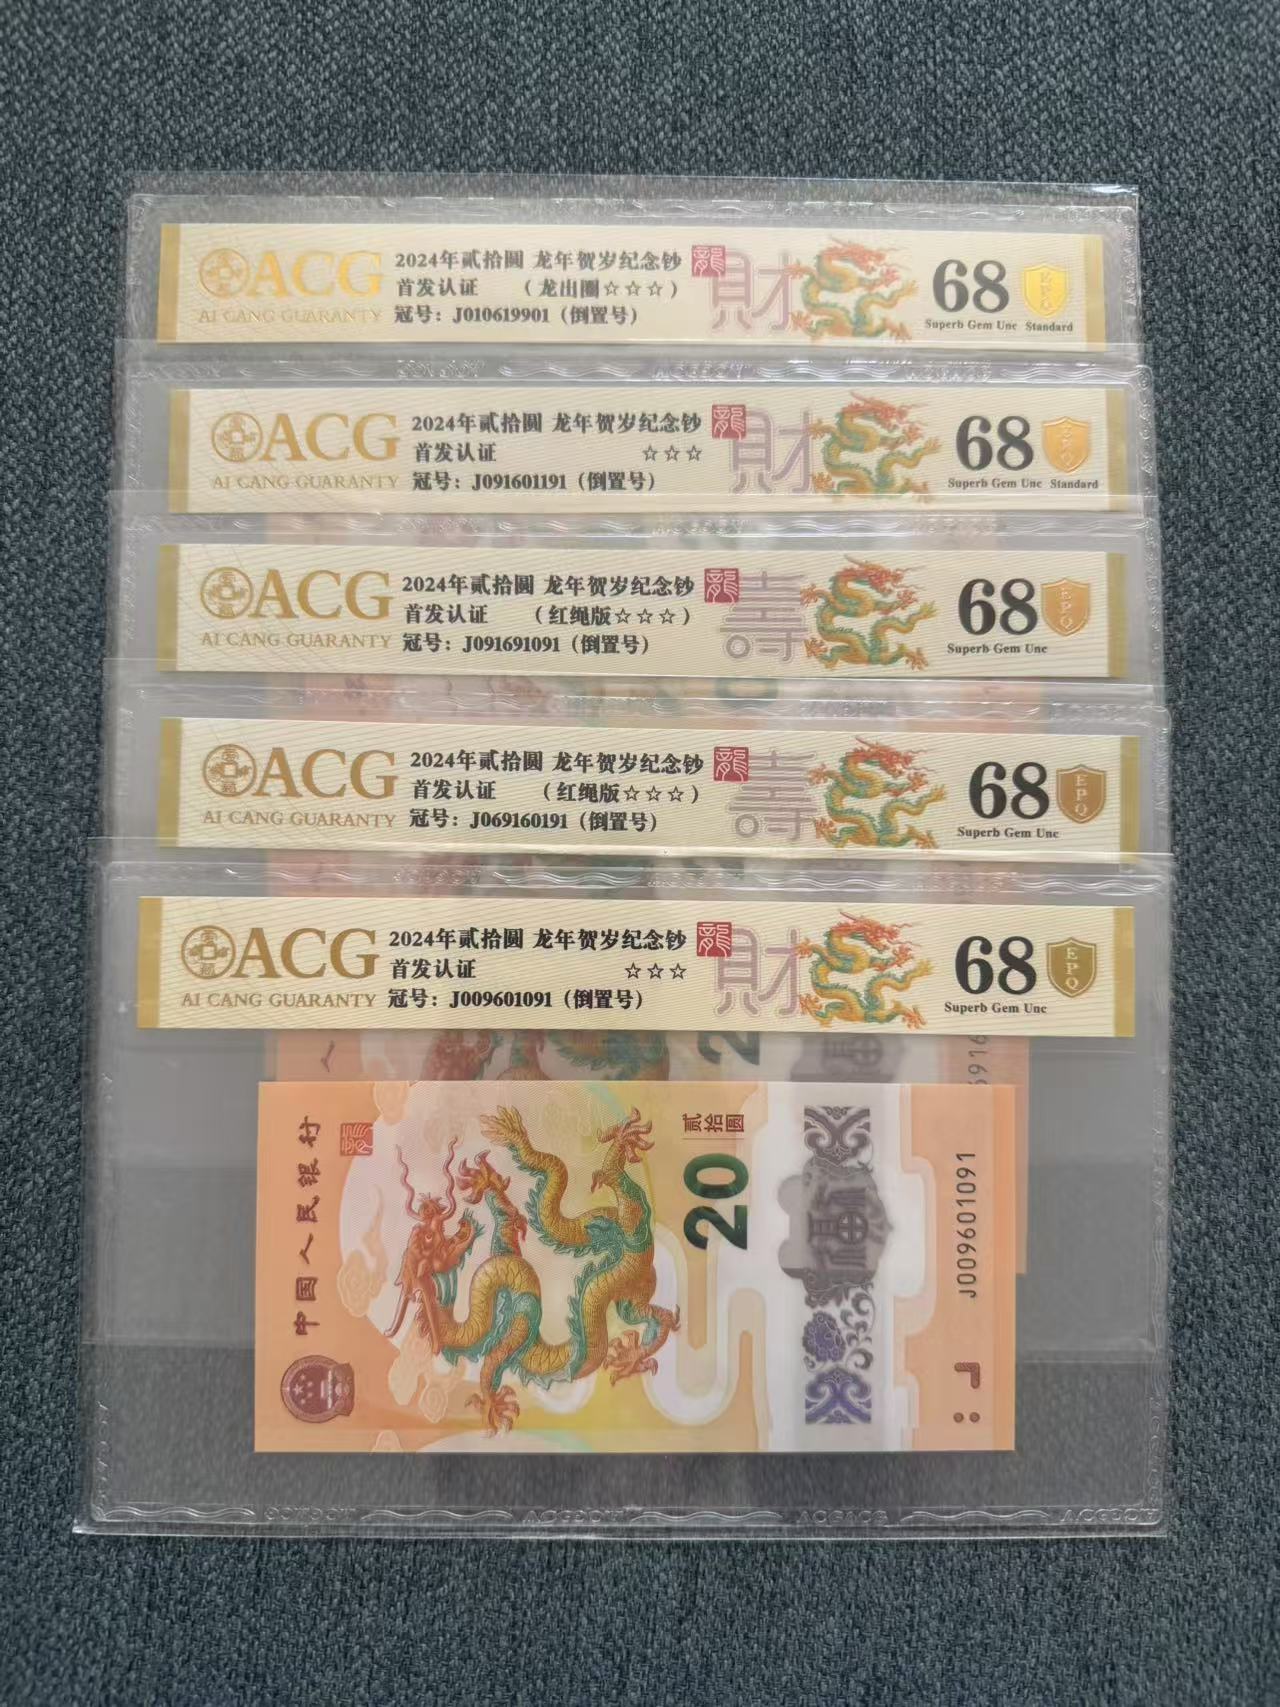 ACG
AI CANG GUARANTY
2024年贰拾圆 龙年贺岁纪念钞
首发认证 （龙出圈☆☆☆）
冠号：J010619901（倒置号）
龍
財
68
EPQ
Superb Gem Unc Standard
ACG
AI CANG GUARANTY
2024年贰拾圆 龙年贺岁纪念钞
首发认证 ☆☆☆
冠号：J091601191（倒置号）
龍
財
68
EPQ
Superb Gem Unc Standard
ACG
AI CANG GUARANTY
2024年贰拾圆 龙年贺岁纪念钞
首发认证 （红绳版☆☆☆）
冠号：J091691091（倒置号）
龍
壽
68
EPQ
Superb Gem Unc
ACG
AI CANG GUARANTY
2024年贰拾圆 龙年贺岁纪念钞
首发认证 （红绳版☆☆☆）
冠号：J069160191（倒置号）
龍
壽
68
EPQ
Superb Gem Unc
ACG
AI CANG GUARANTY
2024年贰拾圆 龙年贺岁纪念钞
首发认证 ☆☆☆
冠号：J009601091（倒置号）
龍
財
68
EPQ
Superb Gem Unc
中国人民银行
贰拾圆
20
J009601091